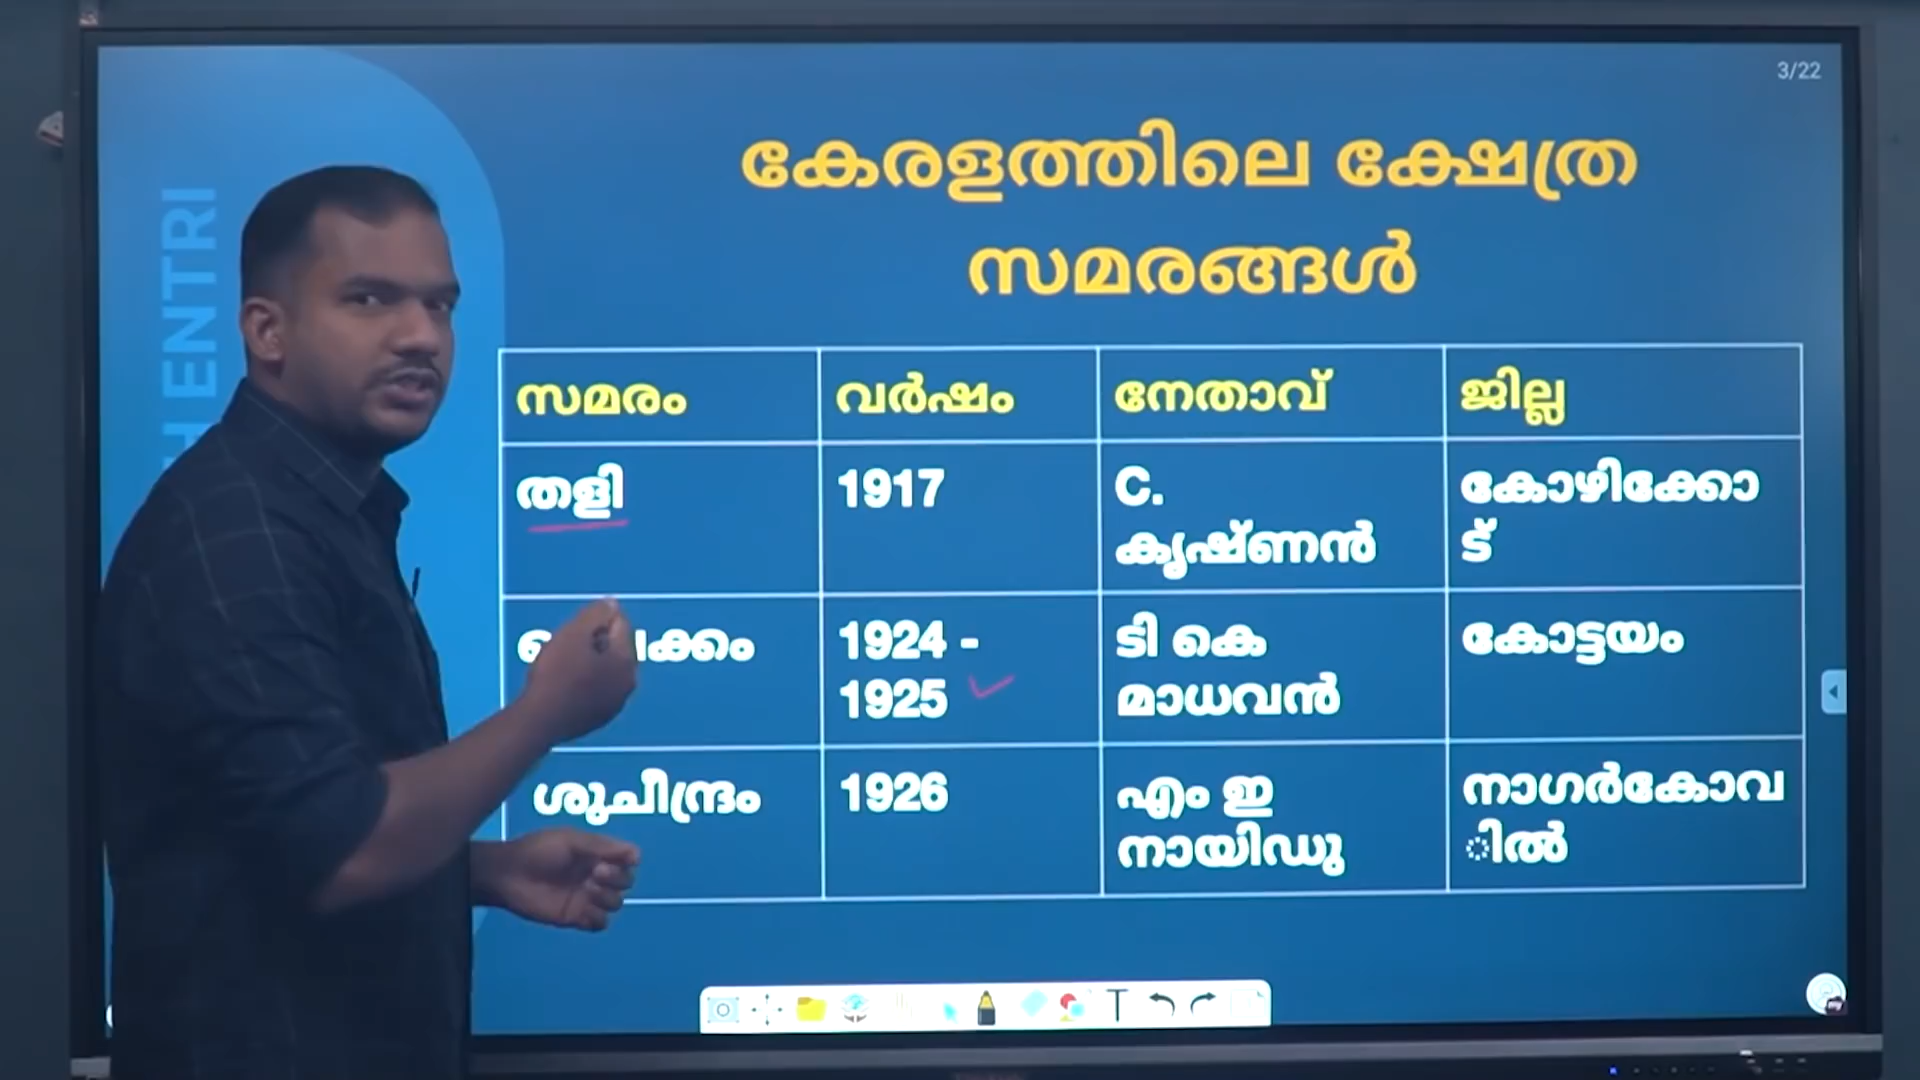 3/22
കേരളത്തിലെ ക്ഷേത്ര
സമരങ്ങൾ
ENTRI
സമരം വർഷം നേതാവ് ജില്ല
തളി 1917 C. കോഴിക്കോ
കൃഷ്ണൻ ട്
1924 - ടി കെ കോട്ടയം
1925 മാധവൻ
ശുചീന്ദ്രം 1926 എം ഇ നാഗർകോവ
നായിഡു ിൽ
T